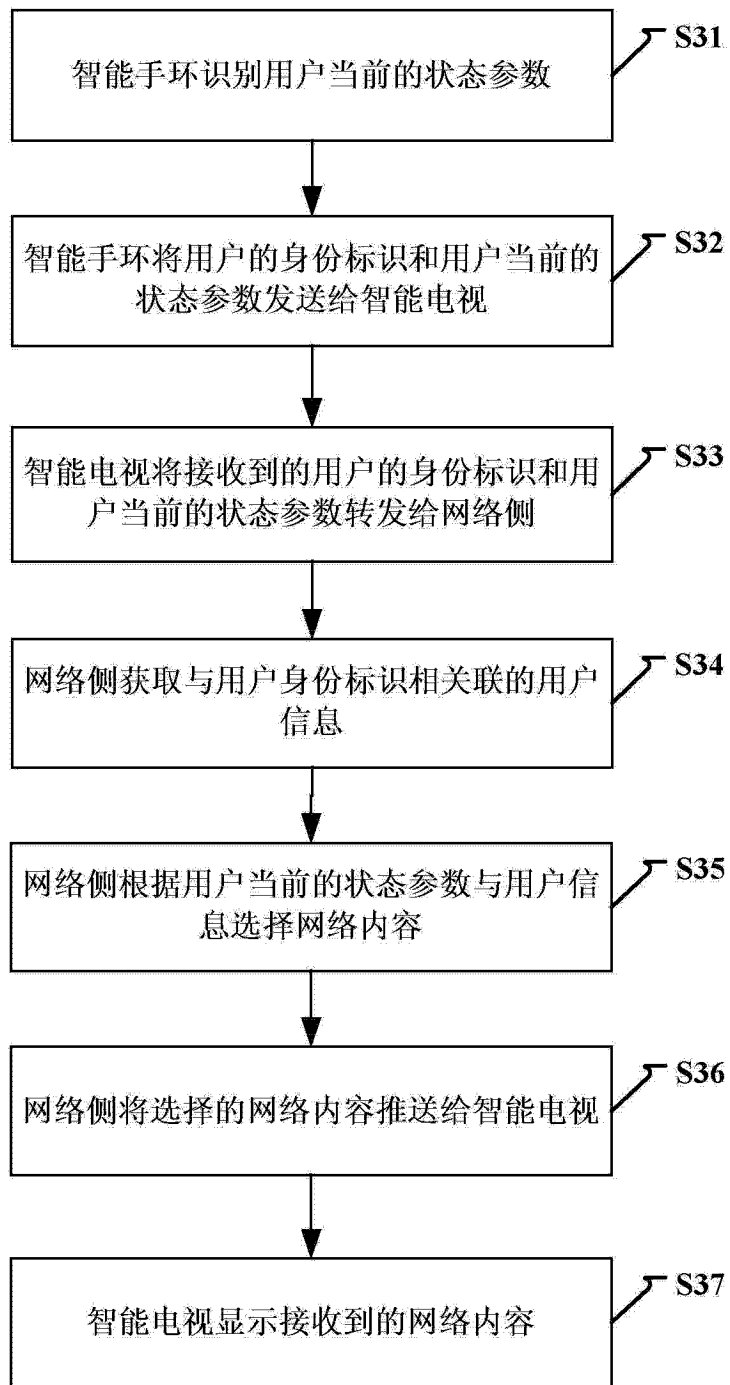 智能手环识别用户当前的状态参数
S31
智能手环将用户的身份标识和用户当前的
状态参数发送给智能电视
S32
智能电视将接收到的用户的身份标识和用
户当前的状态参数转发给网络侧
S33
网络侧获取与用户身份标识相关联的用户
信息
S34
网络侧根据用户当前的状态参数与用户信
息选择网络内容
S35
网络侧将选择的网络内容推送给智能电视
S36
智能电视显示接收到的网络内容
S37